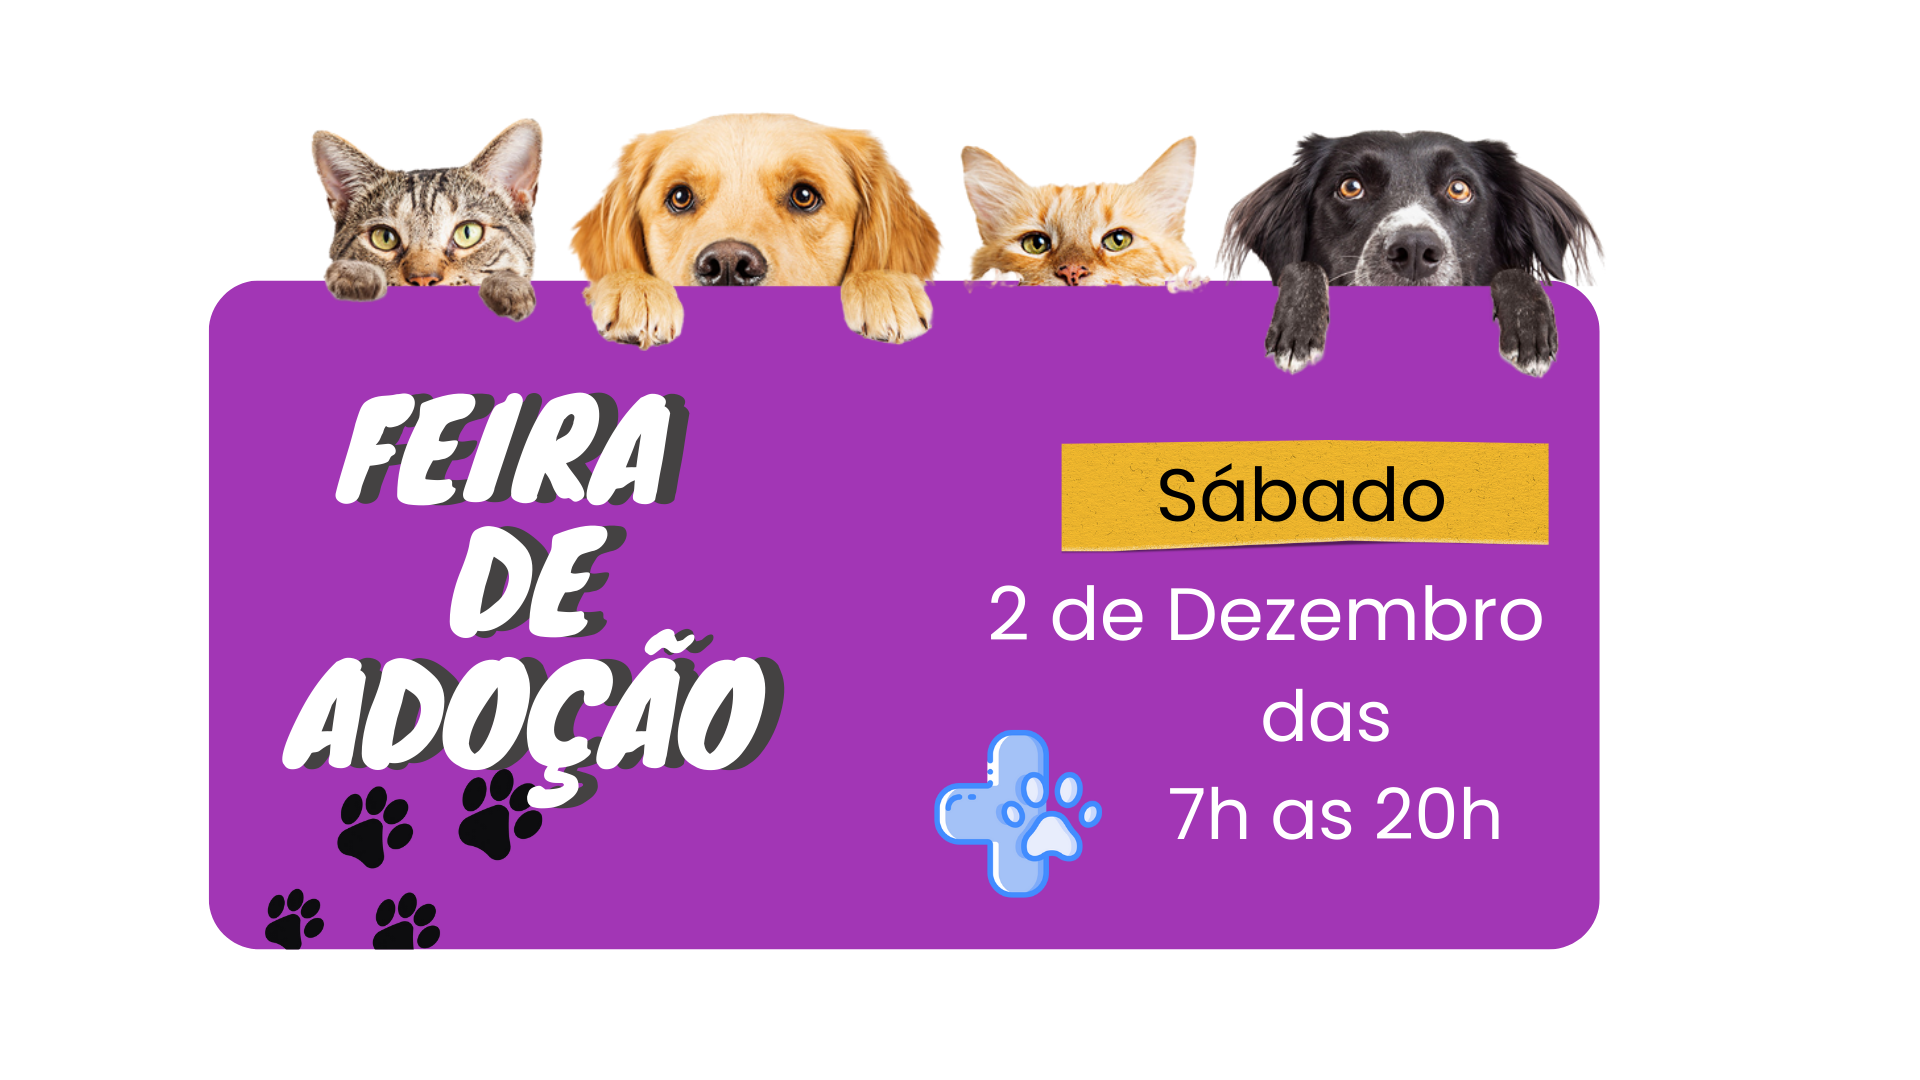 FEIRA
DE
ADOÇÃO
Sábado
2 de Dezembro
das
7h as 20h